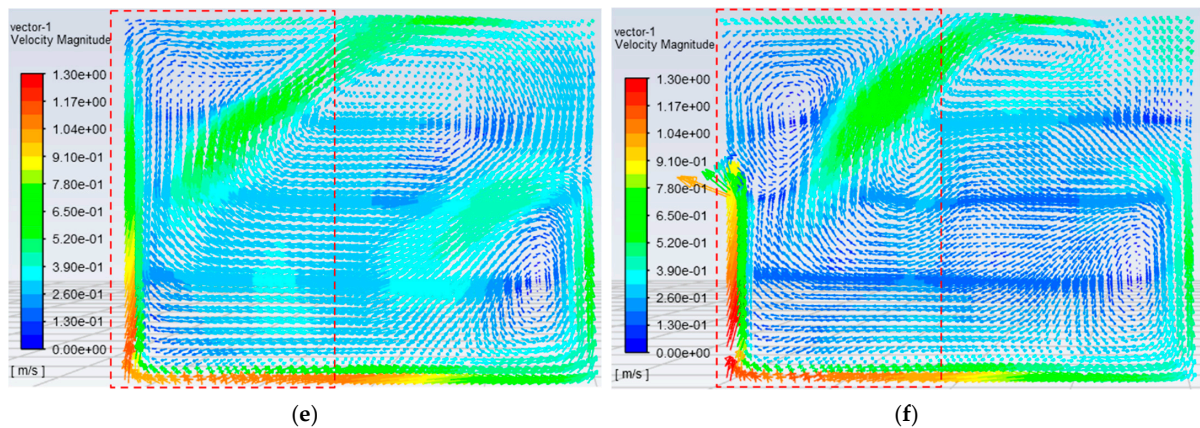 vector-1
Velocity Magnitude
1.30e+00
1.17e+00
1.04e+00
9.10e-01
7.80e-01
6.50e-01
5.20e-01
3.90e-01
2.60e-01
1.30e-01
0.00e+00
[ m/s ]
(e)
vector-1
Velocity Magnitude
1.30e+00
1.17e+00
1.04e+00
9.10e-01
7.80e-01
6.50e-01
5.20e-01
3.90e-01
2.60e-01
1.30e-01
0.00e+00
[ m/s ]
(f)